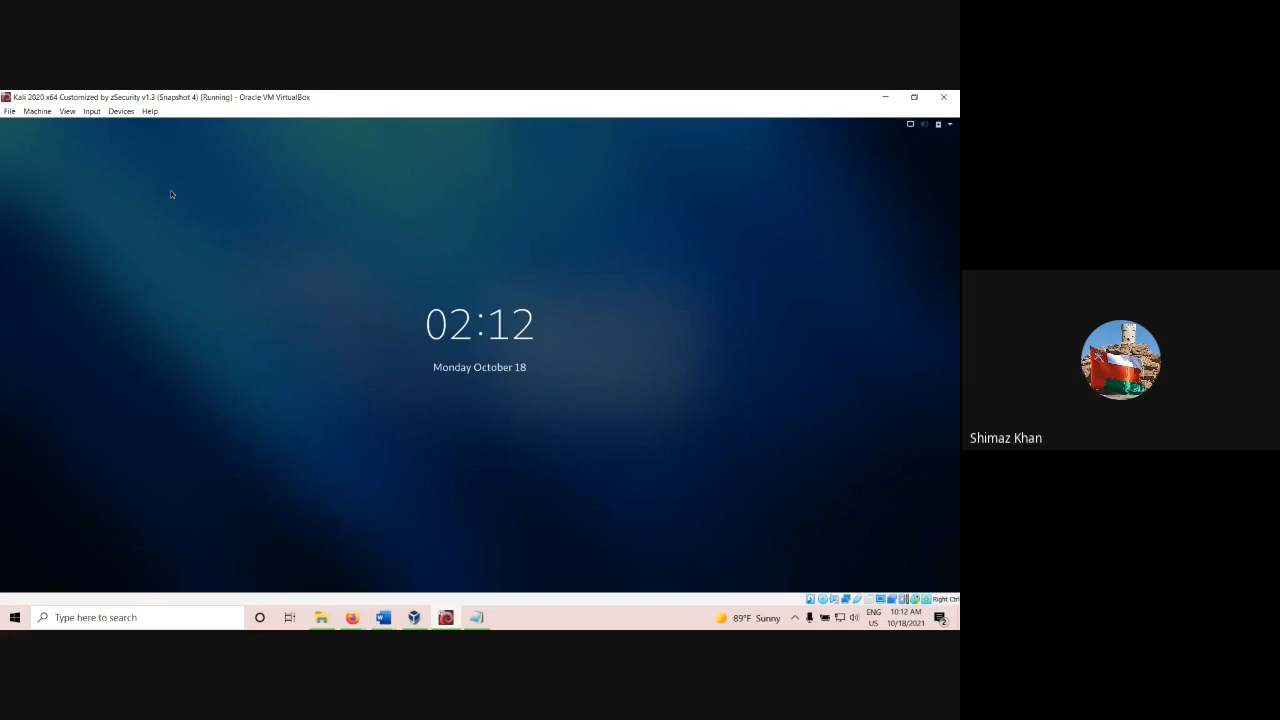 Kali 2020 x64 Customized by zSecurity v1.3 (Snapshot 4) [Running] - Oracle VM VirtualBox
File Machine View Input Devices Help
02:12
Monday October 18
Shimaz Khan
Right Ctrl
Type here to search
89°F Sunny
ENG
US
10:12 AM
10/18/2021
2